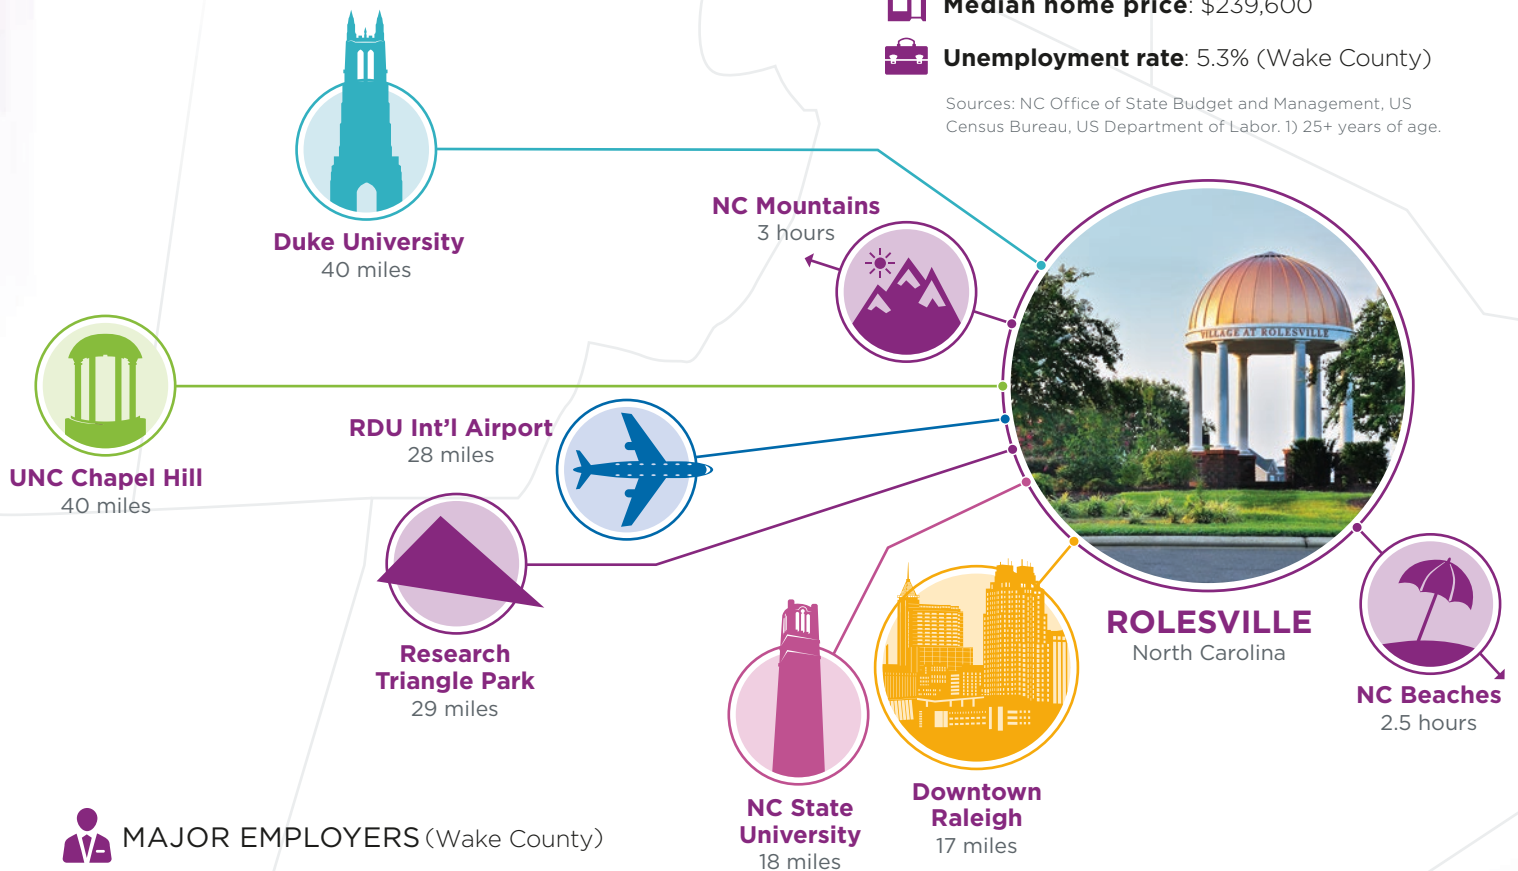 Median home price: $239,600
Unemployment rate: 5.3% (Wake County)
Sources: NC Office of State Budget and Management, US
Census Bureau, US Department of Labor. 1) 25+ years of age.
Duke University
40 miles
NC Mountains
3 hours
VILLAGE AT ROLESVILLE
UNC Chapel Hill
40 miles
RDU Int’l Airport
28 miles
Research
Triangle Park
29 miles
ROLESVILLE
North Carolina
NC Beaches
2.5 hours
NC State
University
18 miles
Downtown
Raleigh
17 miles
MAJOR EMPLOYERS (Wake County)